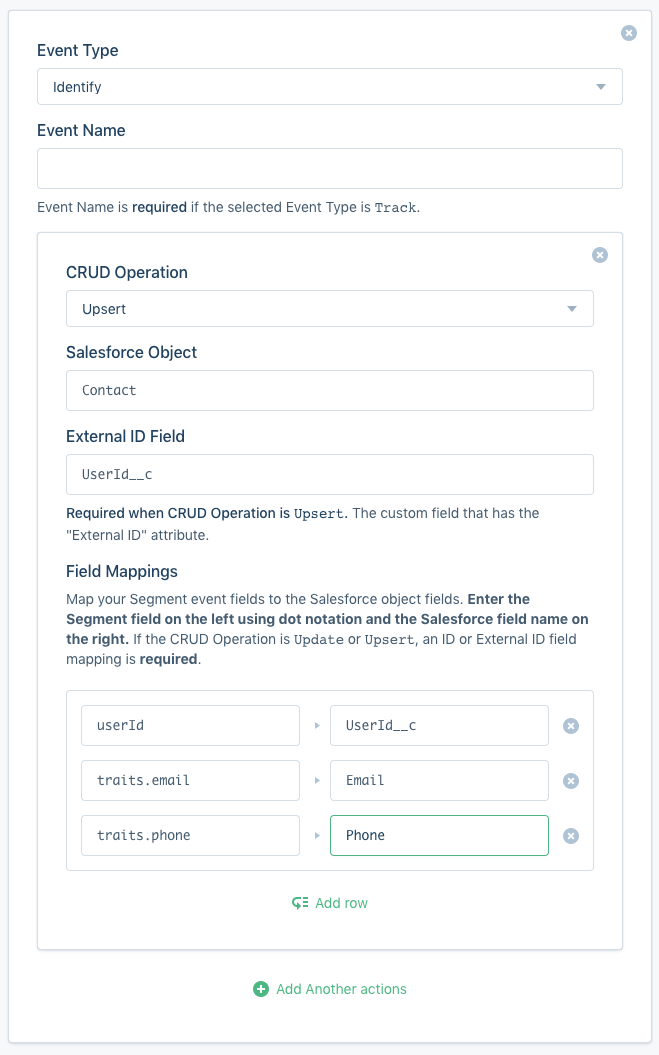 Event Type
Identify
Event Name
Event Name is required if the selected Event Type is Track.
CRUD Operation
Upsert
Salesforce Object
Contact
External ID Field
UserId__c
Required when CRUD Operation is Upsert. The custom field that has the
"External ID" attribute.
Field Mappings
Map your Segment event fields to the Salesforce object fields. Enter the
Segment field on the left using dot notation and the Salesforce field name on
the right. If the CRUD Operation is Update or Upsert, an ID or External ID field
mapping is required.
userId UserId__c
traits.email Email
traits.phone Phone
Add row
Add Another actions